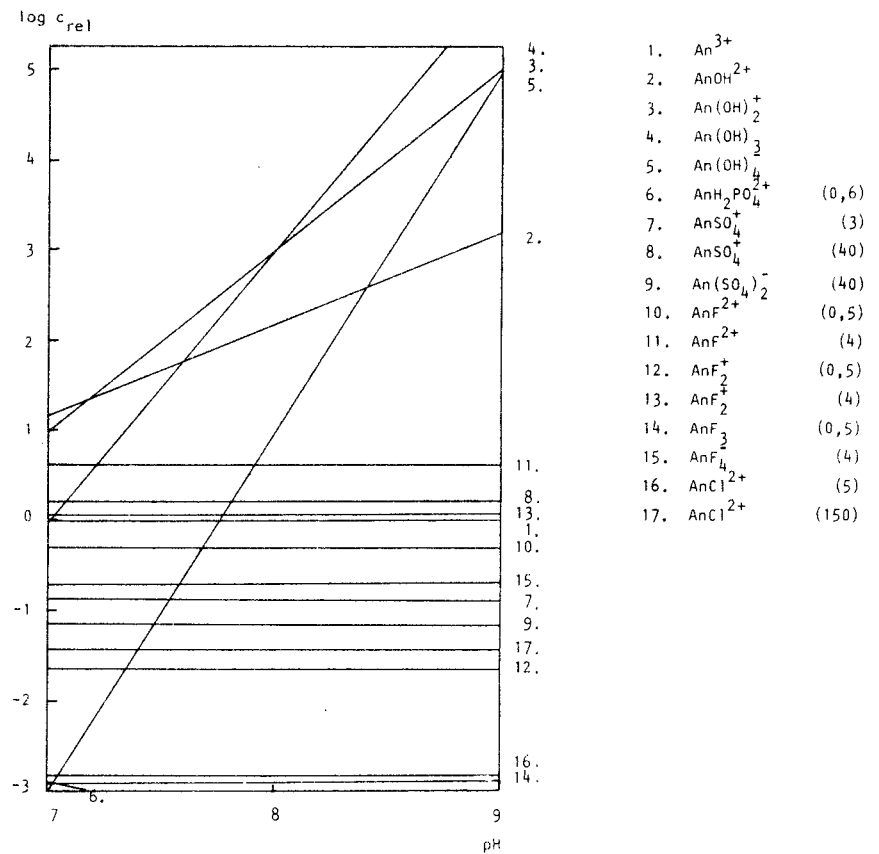 log c_rel
5
4
3
2
1
0
-1
-2
-3
7
8
9
pH
4.
3.
5.
2.
11.
8.
13.
1.
10.
15.
7.
9.
17.
12.
16.
14.
6.
1. An³⁺
2. AnOH²⁺
3. An(OH)₂⁺
4. An(OH)₃
5. An(OH)₄⁻
6. AnH₂PO₄²⁺ (0,6)
7. AnSO₄⁺ (3)
8. AnSO₄⁺ (40)
9. An(SO₄)₂⁻ (40)
10. AnF²⁺ (0,5)
11. AnF²⁺ (4)
12. AnF₂⁺ (0,5)
13. AnF₂⁺ (4)
14. AnF₃ (0,5)
15. AnF₄⁻ (4)
16. AnCl²⁺ (5)
17. AnCl²⁺ (150)